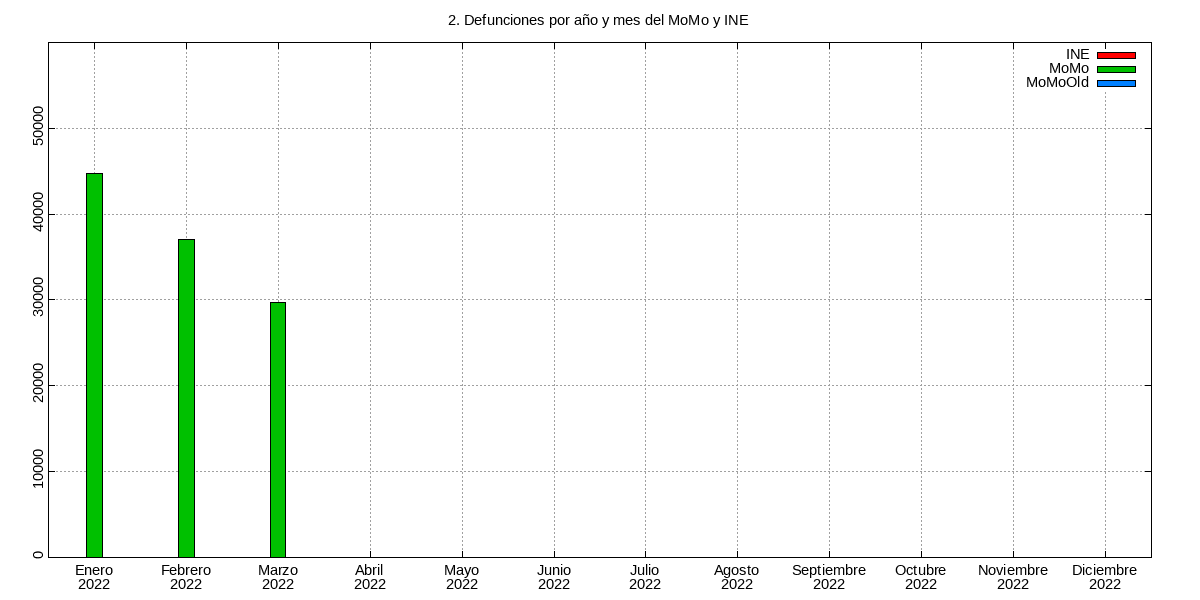 2. Defunciones por año y mes del MoMo y INE
INE
MoMo
MoMoOld
50000
40000
30000
20000
10000
0
Enero Febrero Marzo Abril Mayo Junio Julio Agosto Septiembre Octubre Noviembre Diciembre
2022 2022 2022 2022 2022 2022 2022 2022 2022 2022 2022 2022